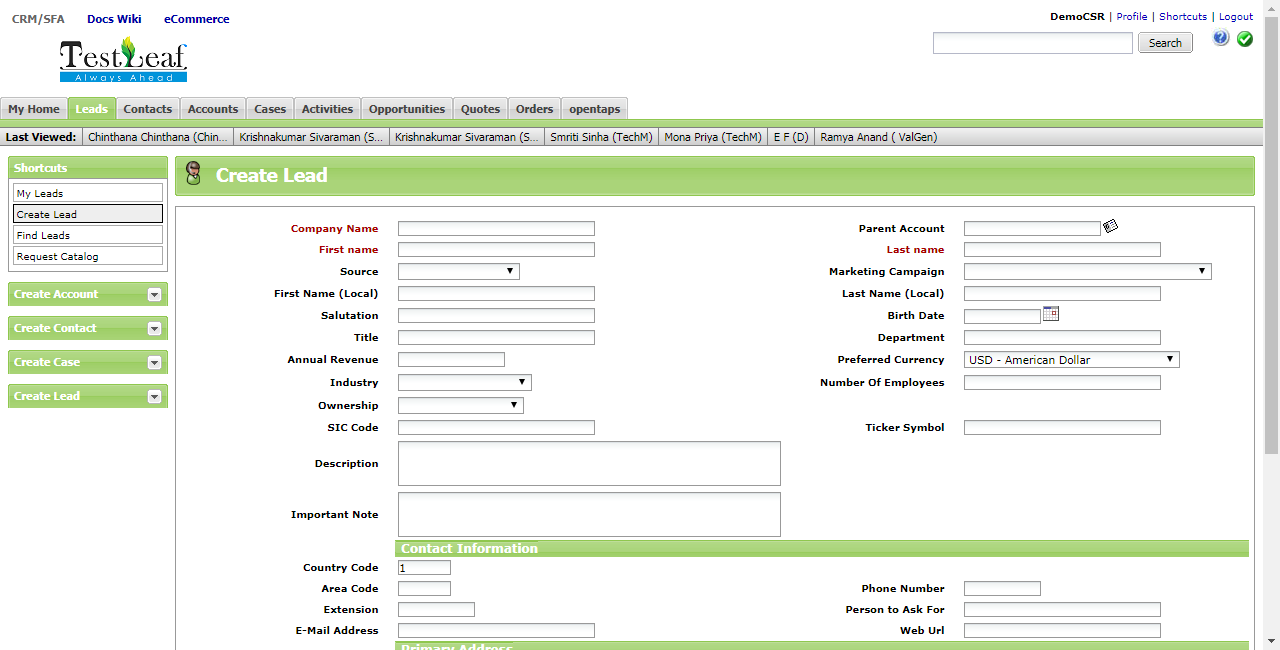 CRM/SFA Docs Wiki eCommerce
DemoCSR | Profile | Shortcuts | Logout
TestLeaf
Always Ahead
Search
My Home Leads Contacts Accounts Cases Activities Opportunities Quotes Orders opentaps
Last Viewed: Chinthana Chinthana (Chin... Krishnakumar Sivaraman (S... Krishnakumar Sivaraman (S... Smriti Sinha (TechM) Mona Priya (TechM) E F (D) Ramya Anand ( ValGen)
Shortcuts
My Leads
Create Lead
Find Leads
Request Catalog
Create Account
Create Contact
Create Case
Create Lead
Create Lead
Company Name Parent Account
First name Last name
Source Marketing Campaign
First Name (Local) Last Name (Local)
Salutation Birth Date
Title Department
Annual Revenue Preferred Currency USD - American Dollar
Industry Number Of Employees
Ownership
SIC Code Ticker Symbol
Description
Important Note
Contact Information
Country Code 1
Area Code Phone Number
Extension Person to Ask For
E-Mail Address Web Url
Primary Address